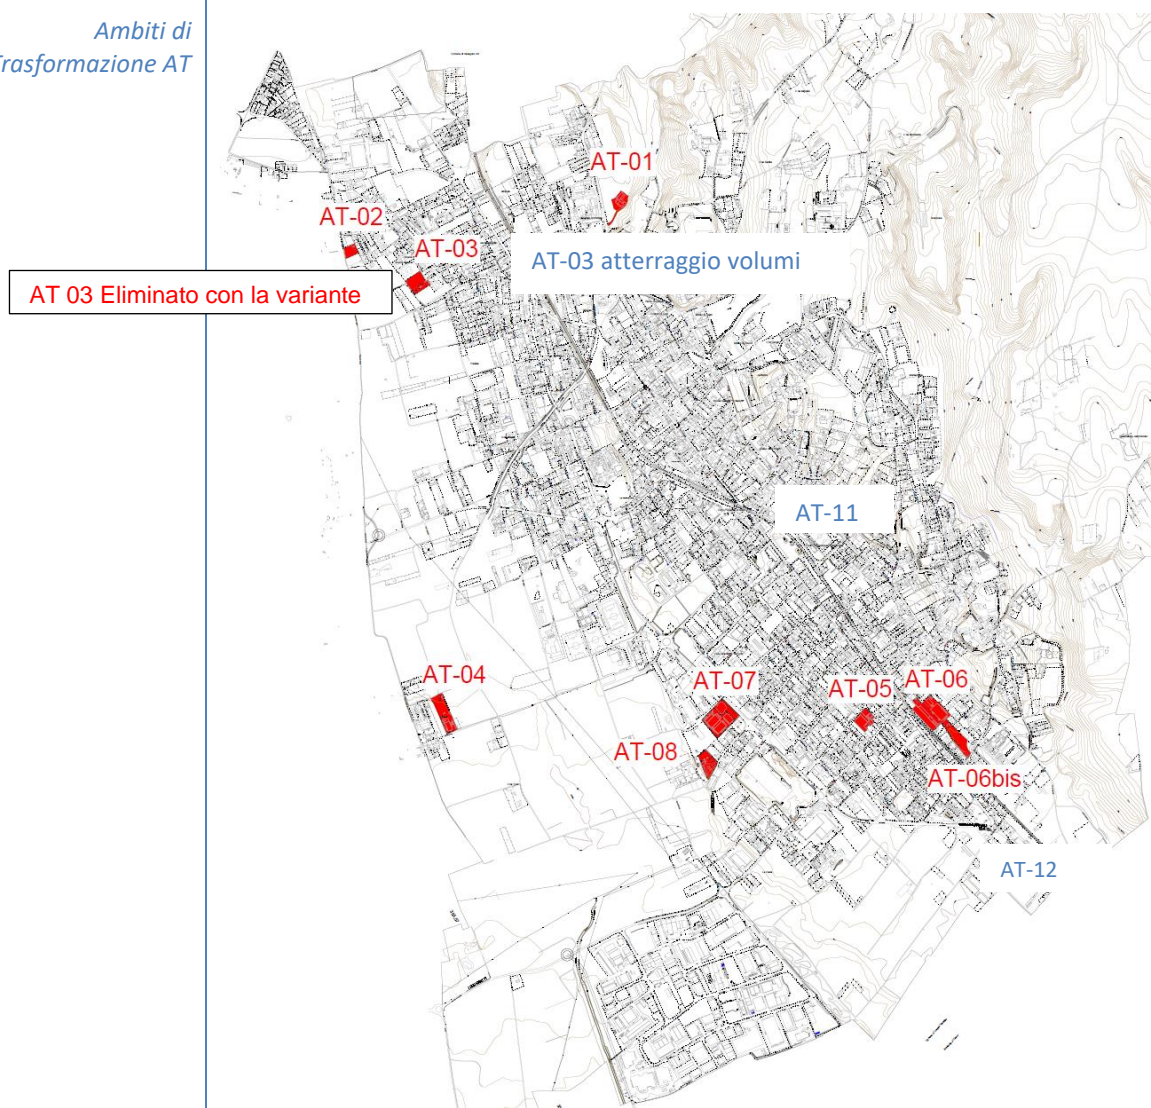 Ambiti di
Trasformazione AT
AT-01
AT-02
AT-03
AT-03 atterraggio volumi
AT 03 Eliminato con la variante
AT-11
AT-04
AT-07
AT-05
AT-06
AT-08
AT-06bis
AT-12